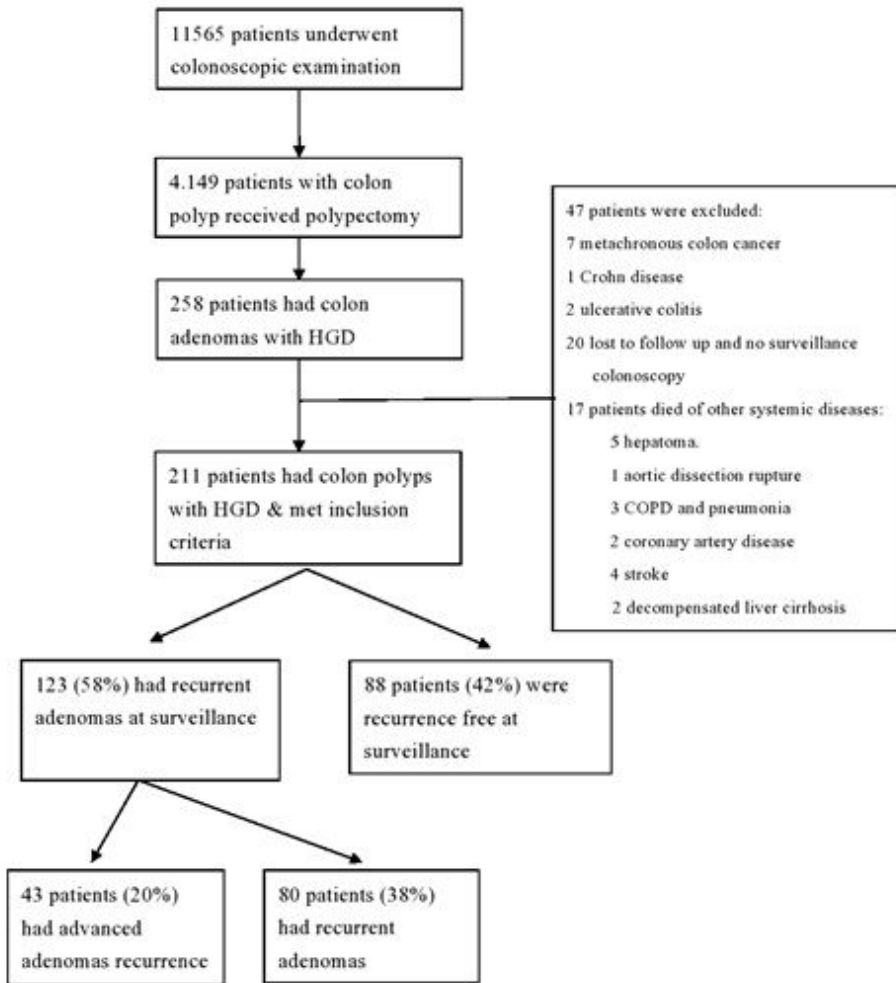 11565 patients underwent
colonoscopic examination
4.149 patients with colon
polyp received polypectomy
258 patients had colon
adenomas with HGD
47 patients were excluded:
7 metachronous colon cancer
1 Crohn disease
2 ulcerative colitis
20 lost to follow up and no surveillance
colonoscopy
17 patients died of other systemic diseases:
5 hepatoma.
1 aortic dissection rupture
3 COPD and pneumonia
2 coronary artery disease
4 stroke
2 decompensated liver cirrhosis
211 patients had colon polyps
with HGD & met inclusion
criteria
123 (58%) had recurrent
adenomas at surveillance
88 patients (42%) were
recurrence free at
surveillance
43 patients (20%)
had advanced
adenomas recurrence
80 patients (38%)
had recurrent
adenomas